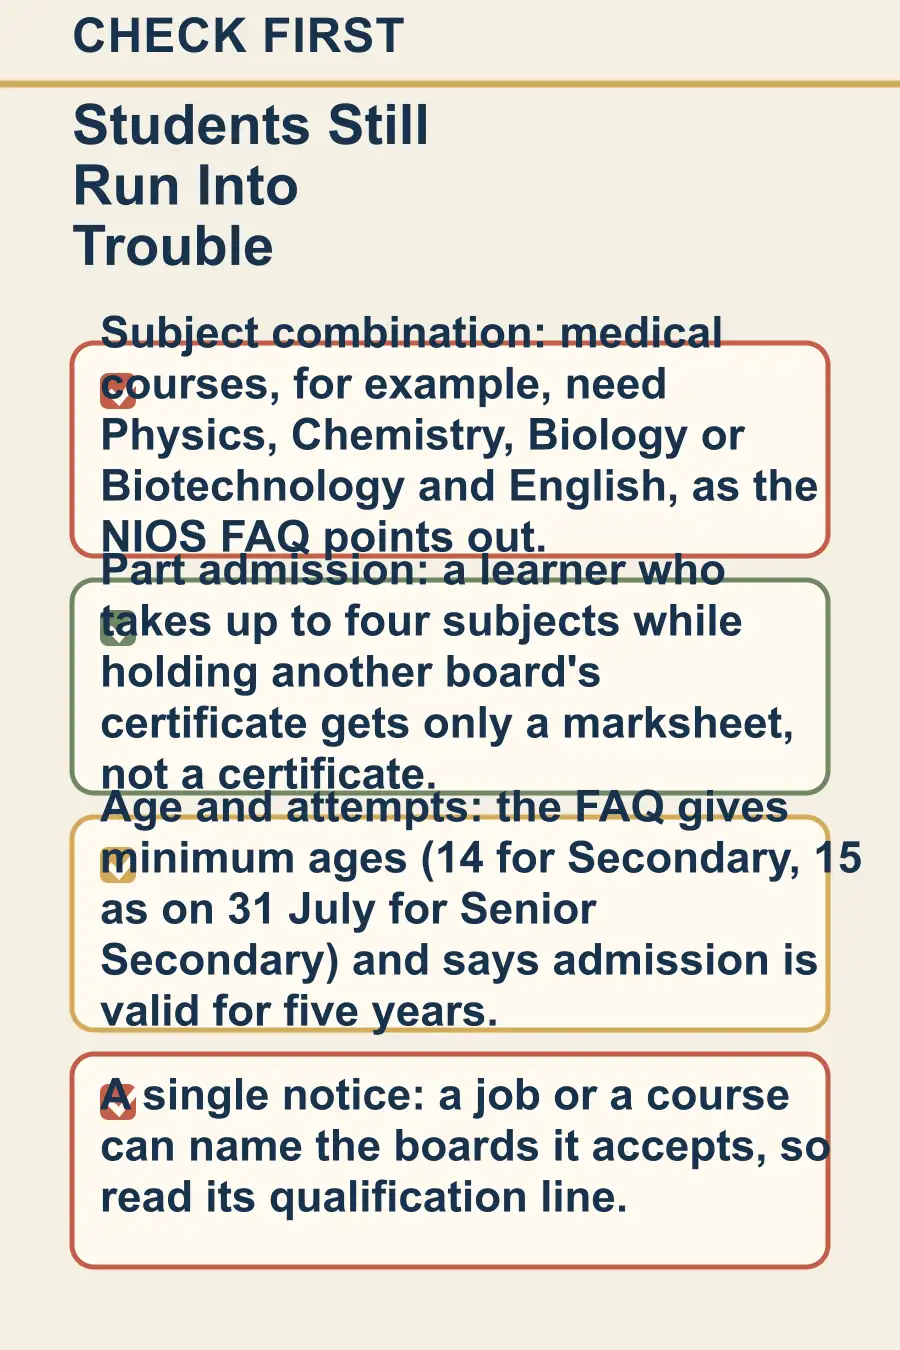 CHECK FIRST
Students Still
Run Into
Trouble
Subject combination: medical
courses, for example, need
Physics, Chemistry, Biology or
Biotechnology and English, as the
NIOS FAQ points out.
Part admission: a learner who
takes up to four subjects while
holding another board's
certificate gets only a marksheet,
not a certificate.
Age and attempts: the FAQ gives
minimum ages (14 for Secondary, 15
as on 31 July for Senior
Secondary) and says admission is
valid for five years.
A single notice: a job or a course
can name the boards it accepts, so
read its qualification line.